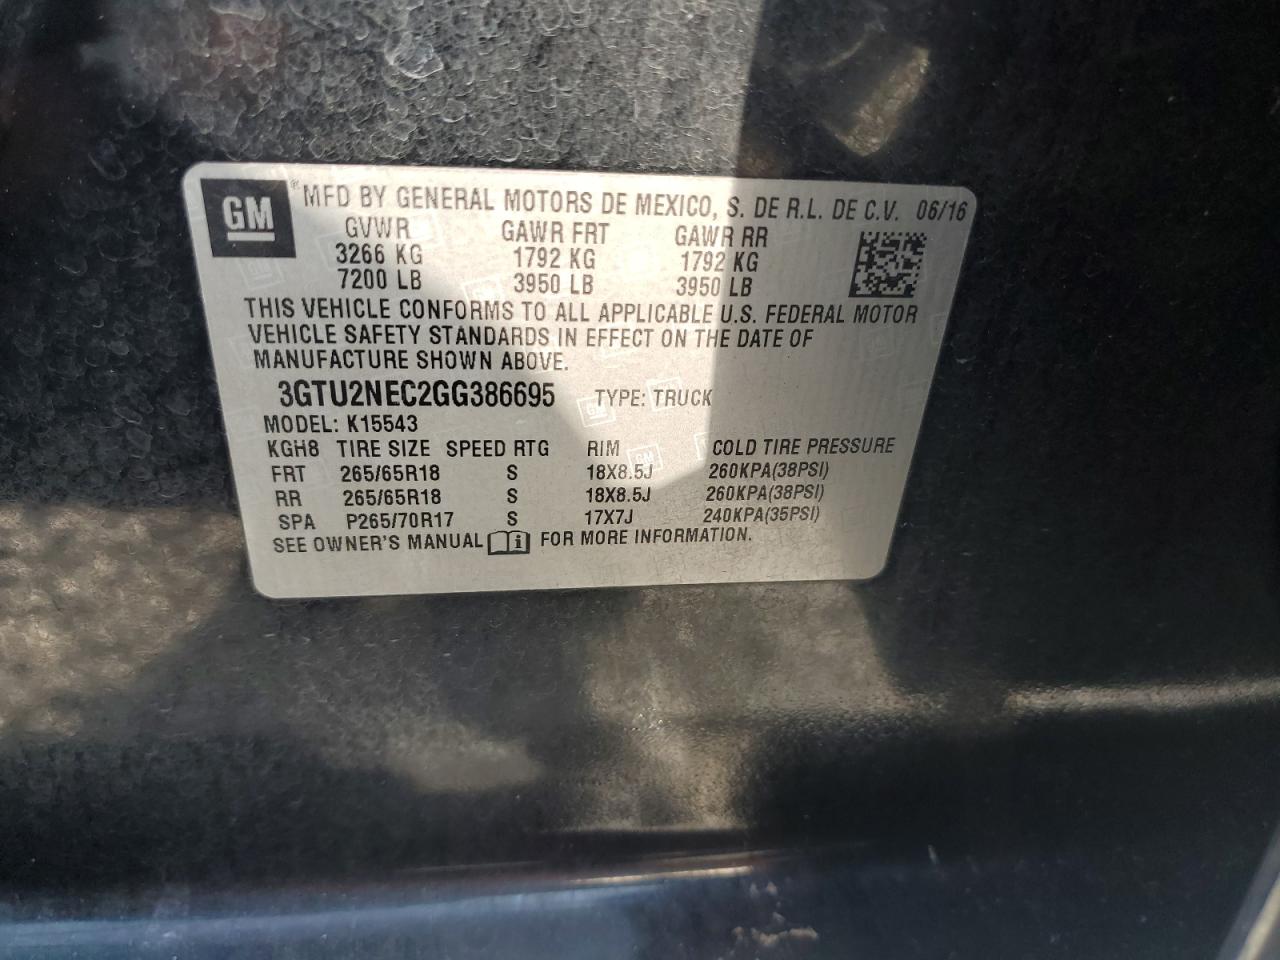 GM ® MFD BY GENERAL MOTORS DE MEXICO, S. DE R.L. DE C.V. 06/16
GVWR GAWR FRT GAWR RR
3266 KG 1792 KG 1792 KG
7200 LB 3950 LB 3950 LB
THIS VEHICLE CONFORMS TO ALL APPLICABLE U.S. FEDERAL MOTOR
VEHICLE SAFETY STANDARDS IN EFFECT ON THE DATE OF
MANUFACTURE SHOWN ABOVE.
3GTU2NEC2GG386695 TYPE: TRUCK
MODEL: K15543
KGH8 TIRE SIZE SPEED RTG RIM COLD TIRE PRESSURE
FRT 265/65R18 S 18X8.5J 260KPA(38PSI)
RR 265/65R18 S 18X8.5J 260KPA(38PSI)
SPA P265/70R17 S 17X7J 240KPA(35PSI)
SEE OWNER'S MANUAL i FOR MORE INFORMATION.